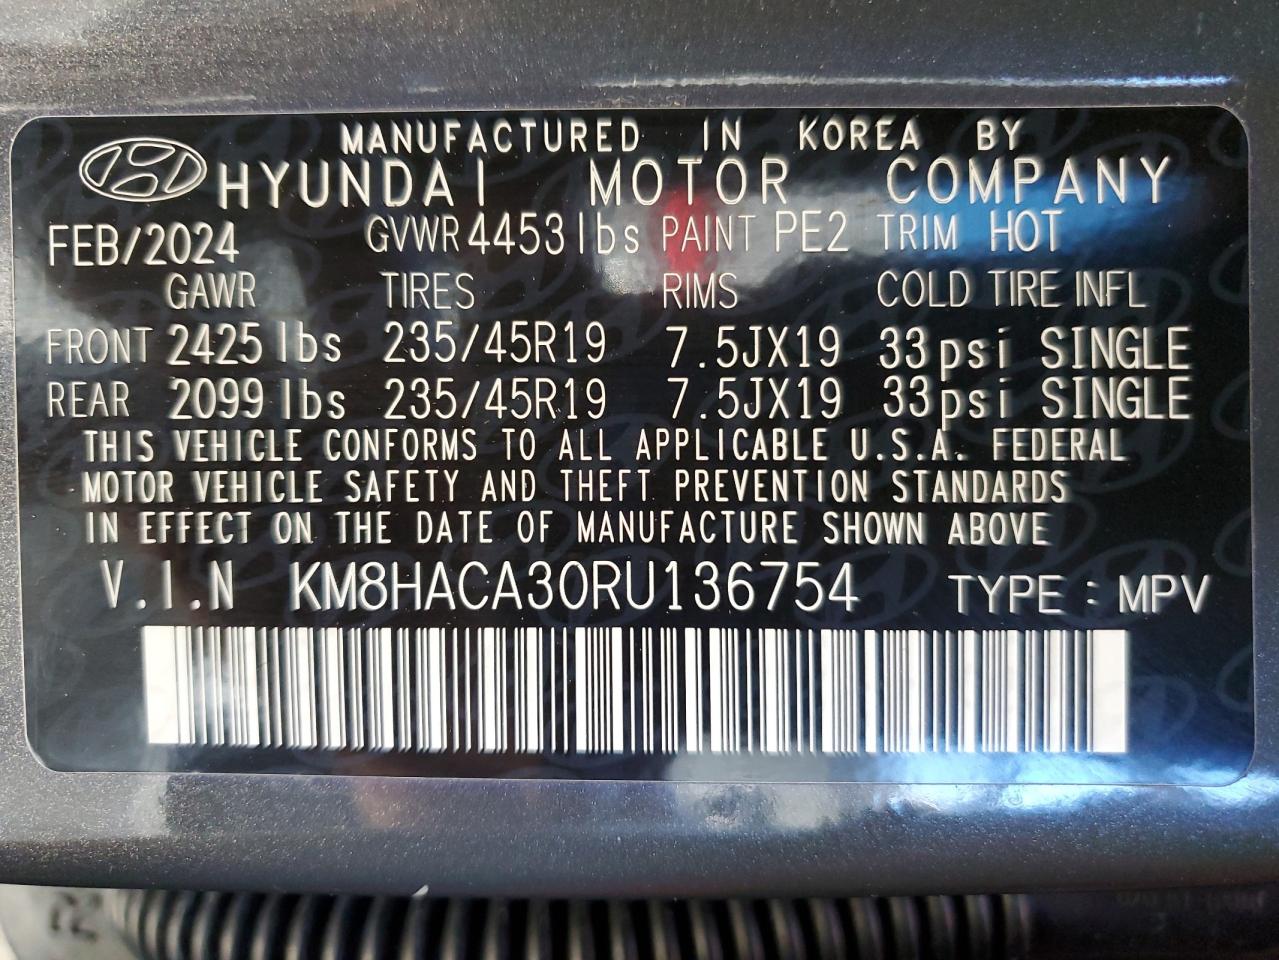 MANUFACTURED IN KOREA BY
HYUNDAI MOTOR COMPANY
FEB/2024 GVWR 4453 lbs PAINT PE2 TRIM HOT
GAWR TIRES RIMS COLD TIRE INFL
FRONT 2425 lbs 235/45R19 7.5JX19 33psi SINGLE
REAR 2099 lbs 235/45R19 7.5JX19 33psi SINGLE
THIS VEHICLE CONFORMS TO ALL APPLICABLE U.S.A. FEDERAL
MOTOR VEHICLE SAFETY AND THEFT PREVENTION STANDARDS
IN EFFECT ON THE DATE OF MANUFACTURE SHOWN ABOVE
V.I.N KM8HACA30RU136754 TYPE : MPV